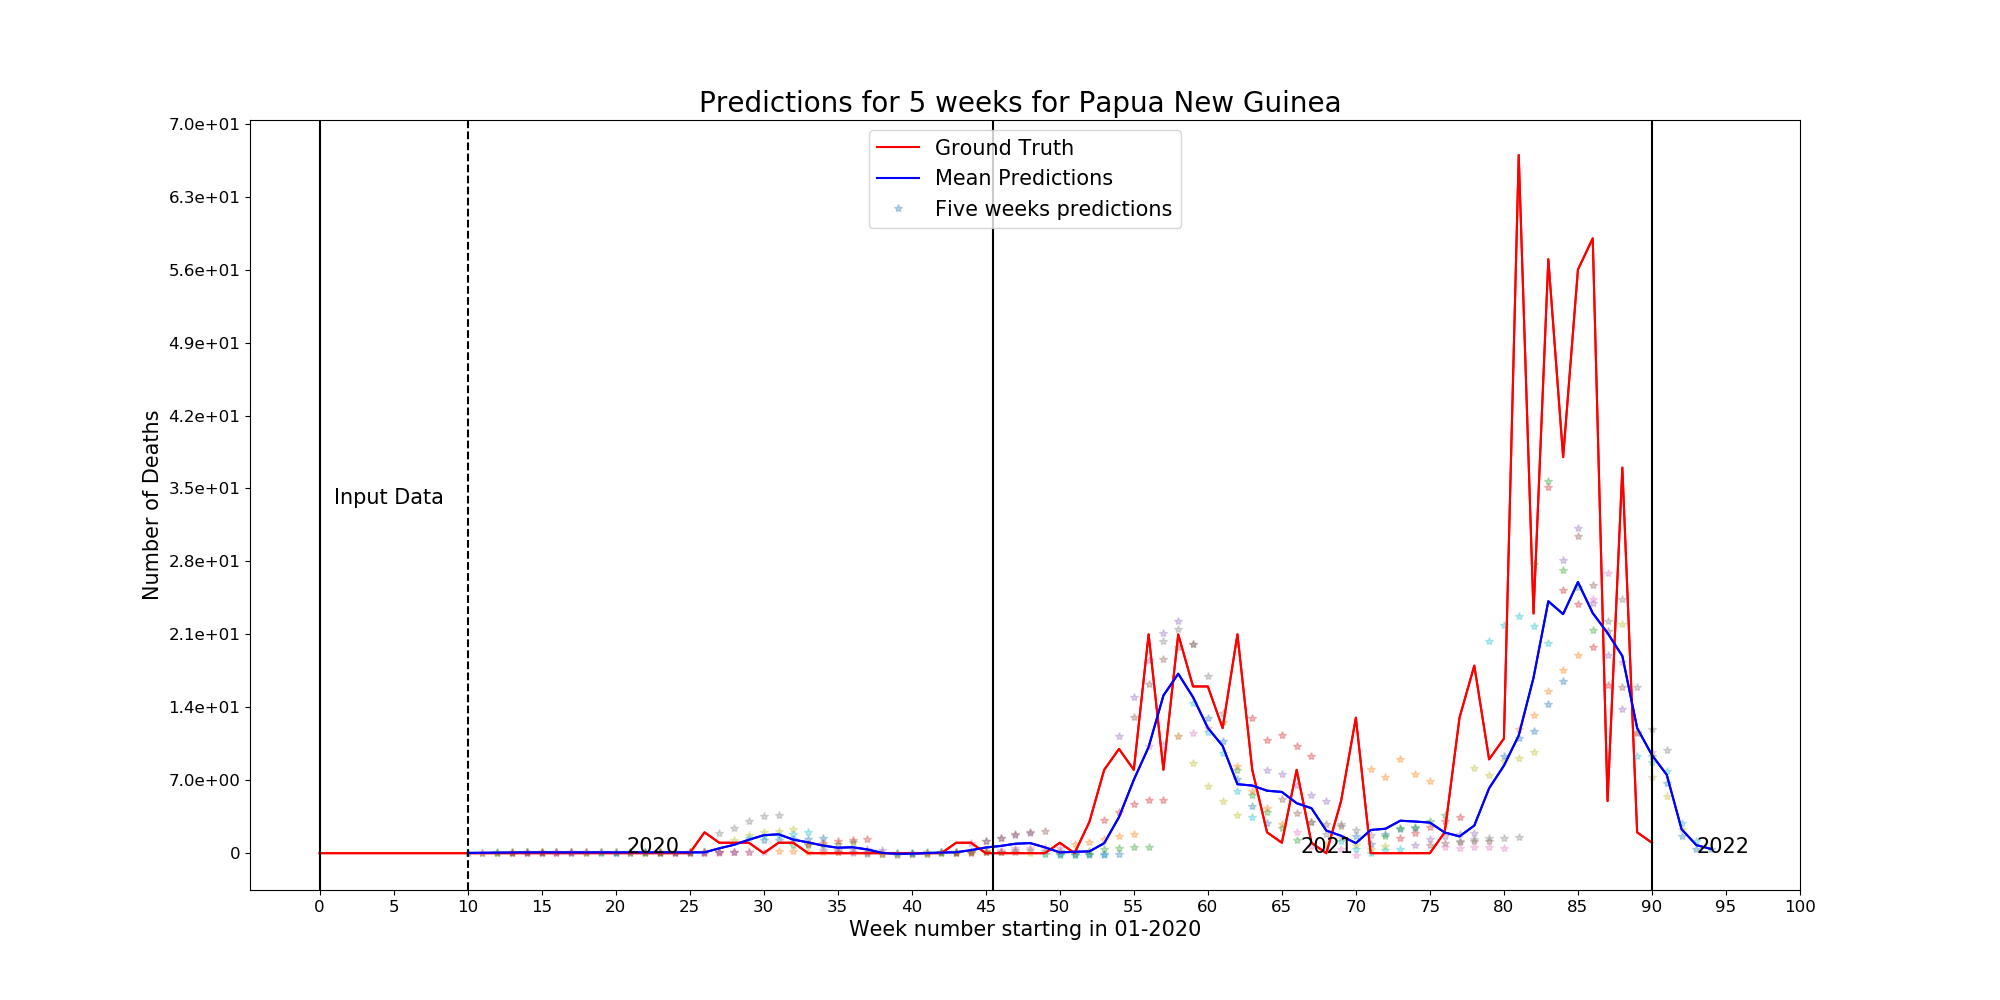 Predictions for 5 weeks for Papua New Guinea
7.0e+01
6.3e+01
5.6e+01
4.9e+01
4.2e+01
3.5e+01
2.8e+01
2.1e+01
1.4e+01
7.0e+00
0
Number of Deaths
Ground Truth
Mean Predictions
Five weeks predictions
Input Data
2020
2021
2022
0 5 10 15 20 25 30 35 40 45 50 55 60 65 70 75 80 85 90 95 100
Week number starting in 01-2020